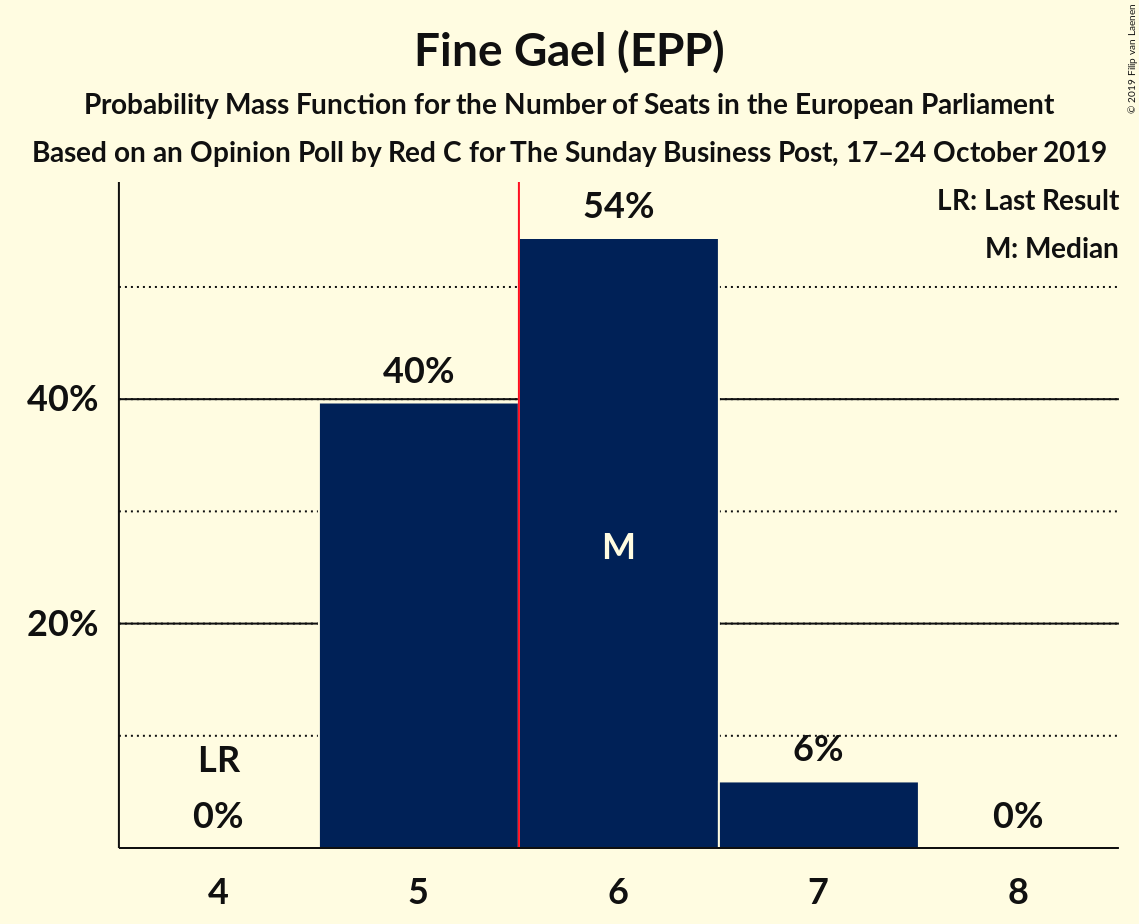 Fine Gael (EPP)
Probability Mass Function for the Number of Seats in the European Parliament
Based on an Opinion Poll by Red C for The Sunday Business Post, 17–24 October 2019
© 2019 Filip van Laenen
LR: Last Result
M: Median
54%
40%
40%
M
20%
LR
6%
0%
0%
4
5
6
7
8